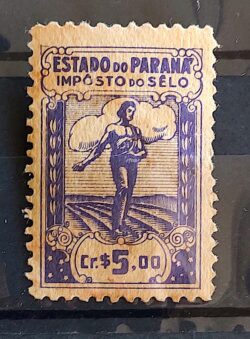 ESTADO DO PARANÁ
IMPÔSTO DO SÊLO
Cr.$5,00